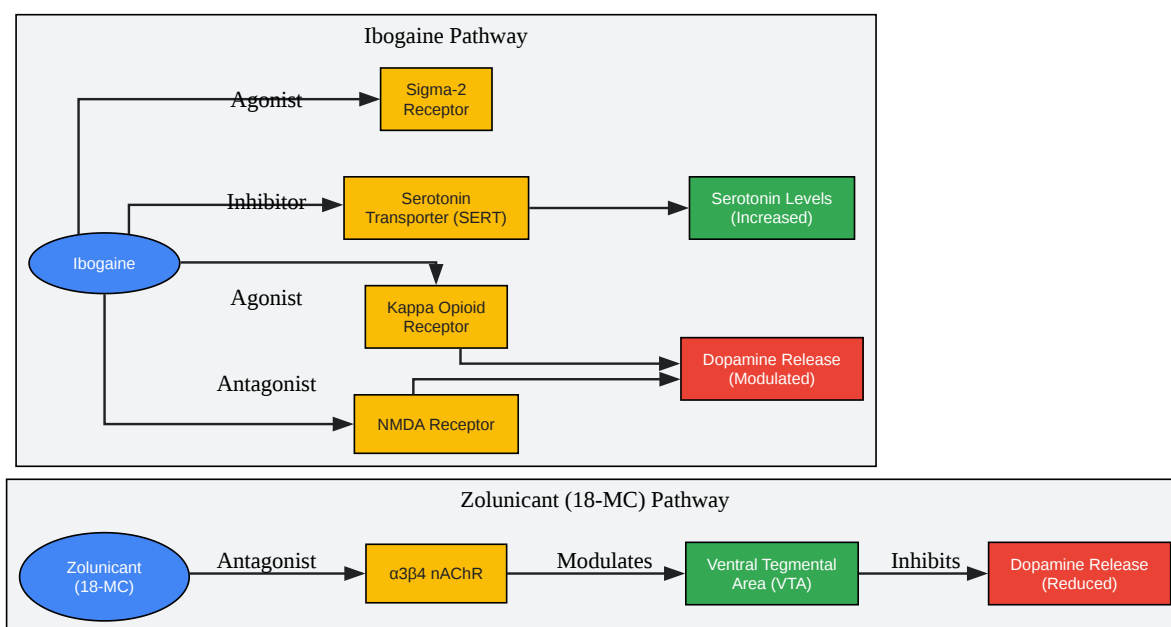 Ibogaine Pathway
Agonist
Sigma-2
Receptor
Inhibitor
Serotonin
Transporter (SERT)
Serotonin Levels
(Increased)
Ibogaine
Agonist
Kappa Opioid
Receptor
Dopamine Release
(Modulated)
Antagonist
NMDA Receptor
Zolunicant (18-MC) Pathway
Zolunicant
(18-MC)
Antagonist
α3β4 nAChR
Modulates
Ventral Tegmental
Area (VTA)
Inhibits
Dopamine Release
(Reduced)